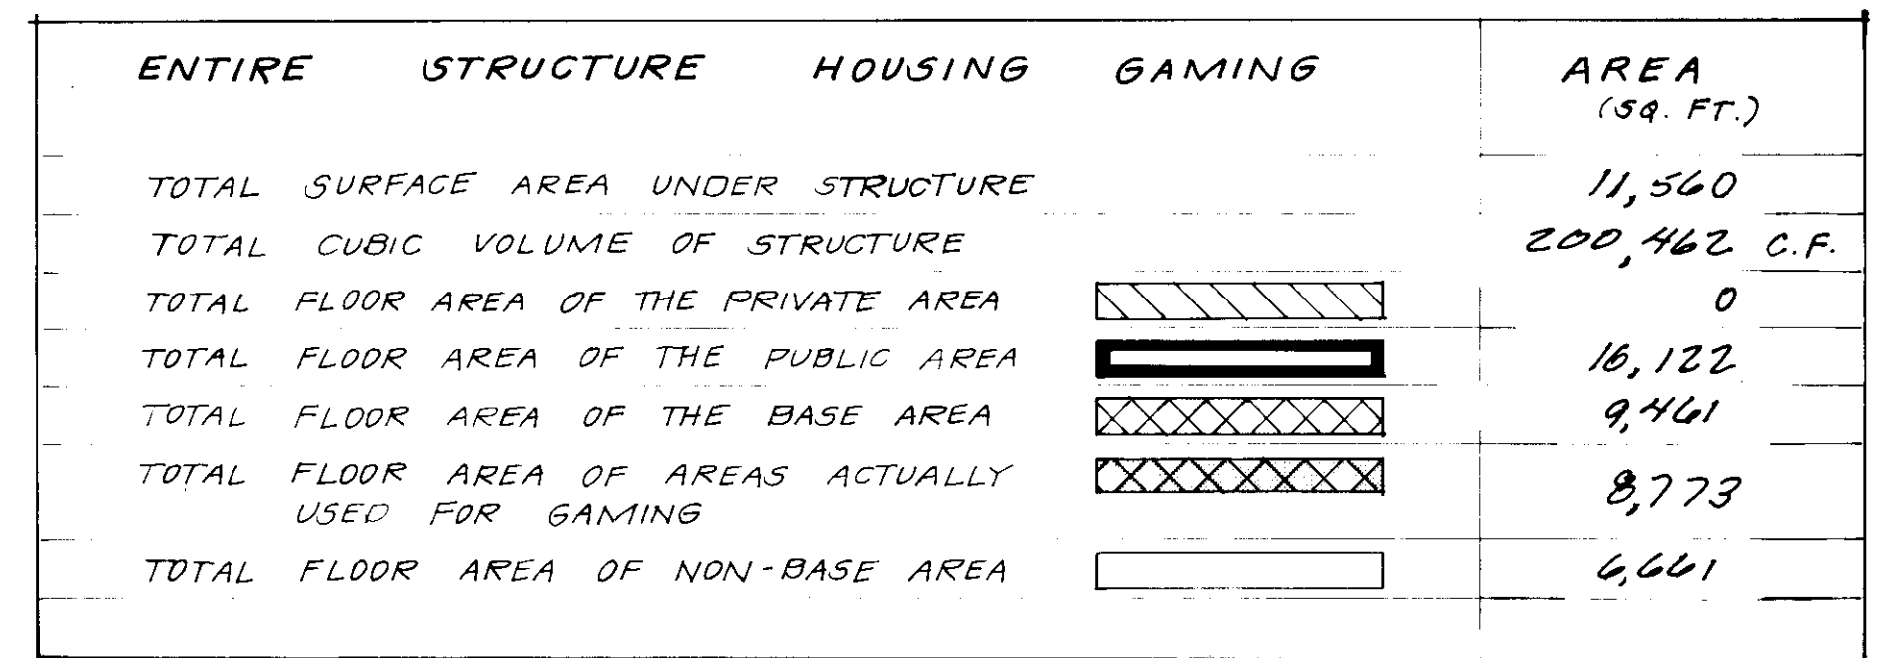 ENTIRE STRUCTURE HOUSING GAMING AREA
(SQ. FT.)
TOTAL SURFACE AREA UNDER STRUCTURE 11,560
TOTAL CUBIC VOLUME OF STRUCTURE 200,462 C.F.
TOTAL FLOOR AREA OF THE PRIVATE AREA 0
TOTAL FLOOR AREA OF THE PUBLIC AREA 16,122
TOTAL FLOOR AREA OF THE BASE AREA 9,461
TOTAL FLOOR AREA OF AREAS ACTUALLY
USED FOR GAMING 8,773
TOTAL FLOOR AREA OF NON-BASE AREA 6,661